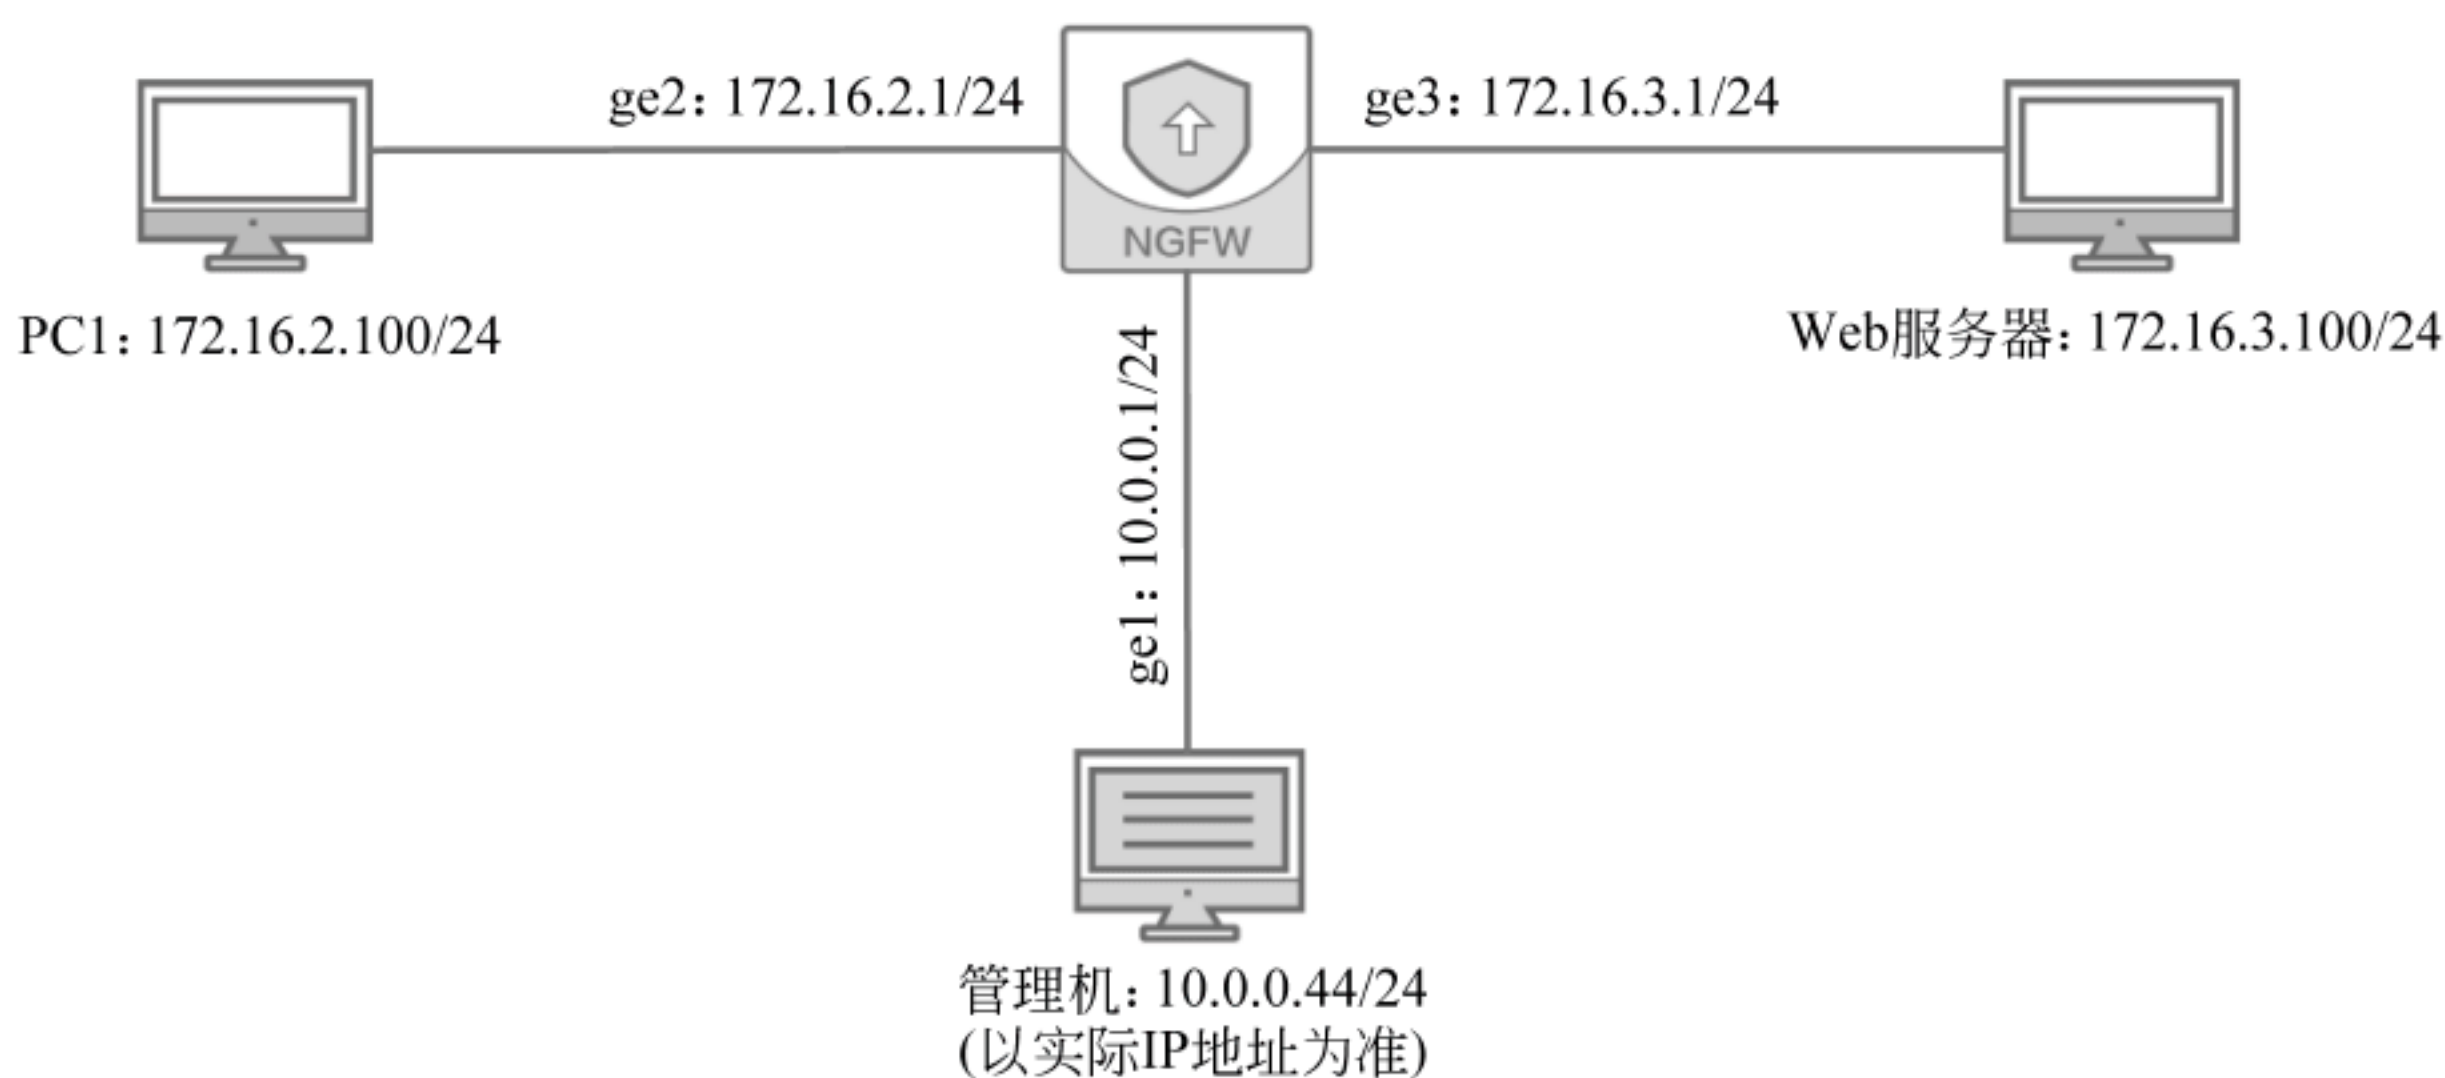 ge2：172.16.2.1/24
ge3：172.16.3.1/24
NGFW
PC1：172.16.2.100/24
Web服务器：172.16.3.100/24
ge1：10.0.0.1/24
管理机：10.0.0.44/24
(以实际IP地址为准)